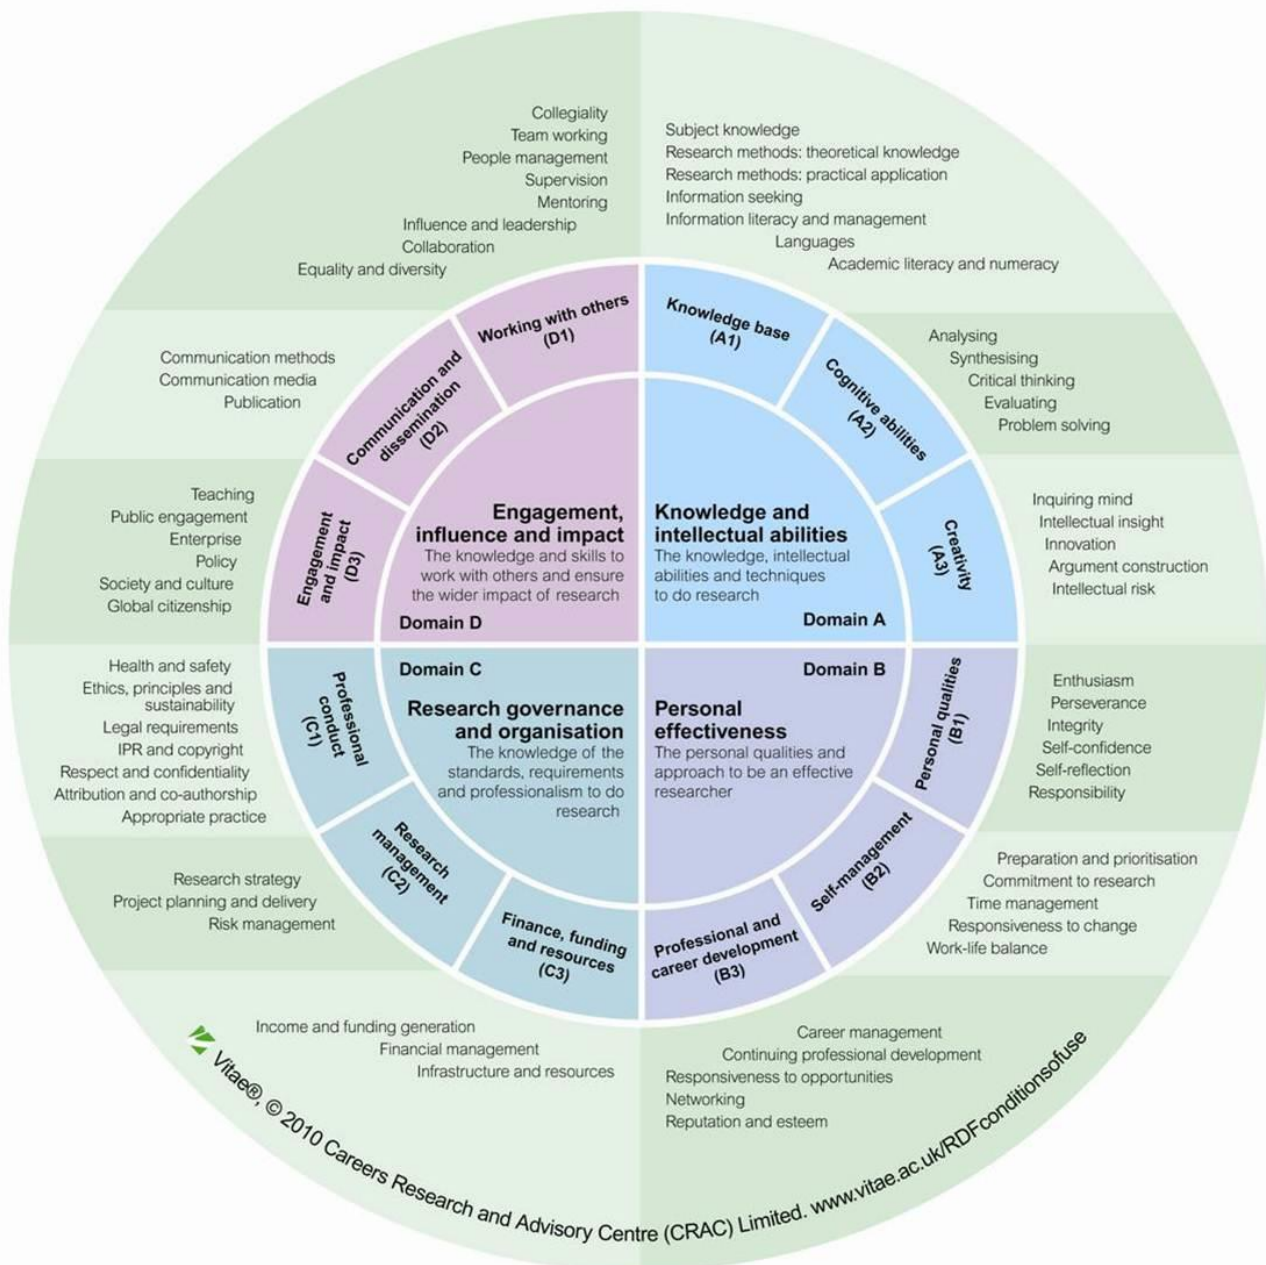 Collegiality
Team working
People management
Supervision
Mentoring
Influence and leadership
Collaboration
Equality and diversity
Subject knowledge
Research methods: theoretical knowledge
Research methods: practical application
Information seeking
Information literacy and management
Languages
Academic literacy and numeracy
Working with others
(D1)
Knowledge base
(A1)
Communication methods
Communication media
Publication
Communication and
dissemination
(D2)
Cognitive abilities
(A2)
Analysing
Synthesising
Critical thinking
Evaluating
Problem solving
Teaching
Public engagement
Enterprise
Policy
Society and culture
Global citizenship
Engagement
and impact
(D3)
Engagement,
influence and impact
The knowledge and skills to
work with others and ensure
the wider impact of research
Domain D
Knowledge and
intellectual abilities
The knowledge, intellectual
abilities and techniques
to do research
Domain A
Creativity
(A3)
Inquiring mind
Intellectual insight
Innovation
Argument construction
Intellectual risk
Health and safety
Ethics, principles and
sustainability
Legal requirements
IPR and copyright
Respect and confidentiality
Attribution and co-authorship
Appropriate practice
Professional
conduct
(C1)
Domain C
Research governance
and organisation
The knowledge of the
standards, requirements
and professionalism to do
research
Domain B
Personal
effectiveness
The personal qualities and
approach to be an effective
researcher
Personal qualities
(B1)
Enthusiasm
Perseverance
Integrity
Self-confidence
Self-reflection
Responsibility
Research strategy
Project planning and delivery
Risk management
Research
management
(C2)
Self-management
(B2)
Preparation and prioritisation
Commitment to research
Time management
Responsiveness to change
Work-life balance
Finance, funding
and resources
(C3)
Professional and
career development
(B3)
Income and funding generation
Financial management
Infrastructure and resources
Career management
Continuing professional development
Responsiveness to opportunities
Networking
Reputation and esteem
Vitae®, © 2010 Careers Research and Advisory Centre (CRAC) Limited. www.vitae.ac.uk/RDFconditionsofuse